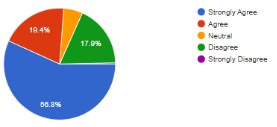 19.4%
17.9%
56.8%
Strongly Agree
Agree
Neutral
Disagree
Strongly Disagree